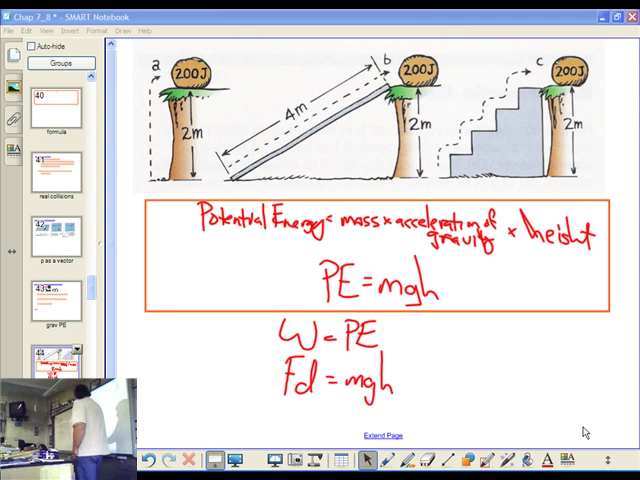 Chap 7_8 * - SMART Notebook
File Edit View Insert Format Draw Help
Auto-hide
Groups
40
formula
41
real collisions
42
p as a vector
43
grav PE
44
a
200J
2m
4m
b
200J
2m
c
200J
2m
Potential Energy = mass × acceleration of gravity × height
PE = mgh
W = PE
Fd = mgh
Extend Page